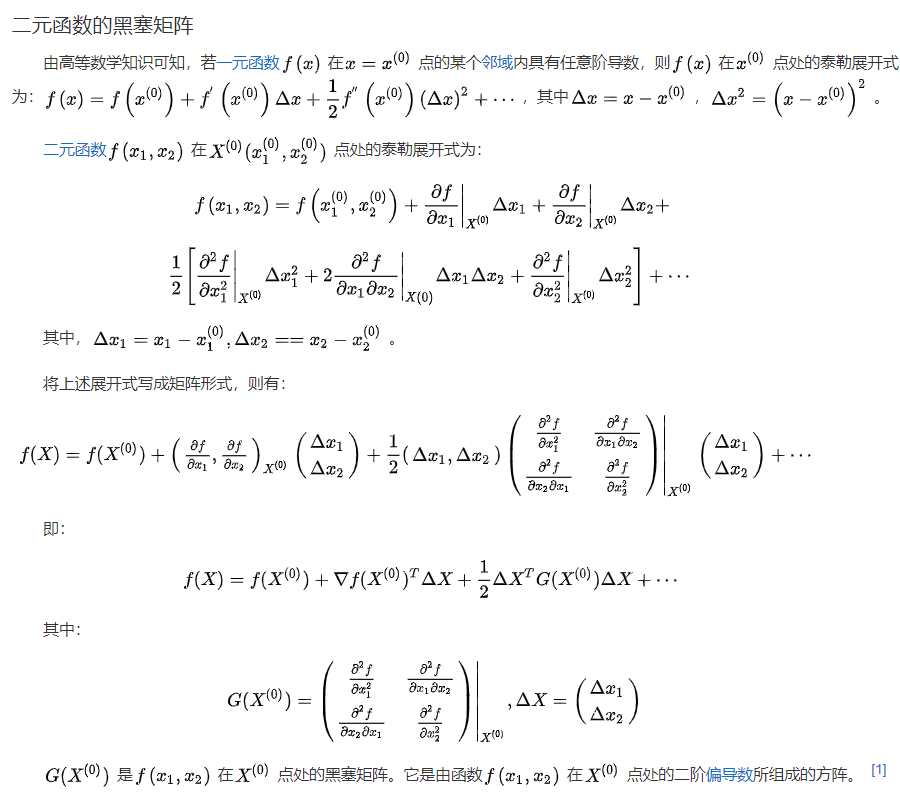 二元函数的黑塞矩阵
由高等数学知识可知，若一元函数 $f(x)$ 在 $x = x^{(0)}$ 点的某个邻域内具有任意阶导数，则 $f(x)$ 在 $x^{(0)}$ 点处的泰勒展开式
为： $f(x) = f\left(x^{(0)}\right) + f'\left(x^{(0)}\right)\Delta x + \frac{1}{2}f''\left(x^{(0)}\right)(\Delta x)^2 + \cdots$ ，其中 $\Delta x = x - x^{(0)}$ ， $\Delta x^2 = \left(x - x^{(0)}\right)^2$ 。
二元函数 $f(x_1, x_2)$ 在 $X^{(0)}(x_1^{(0)}, x_2^{(0)})$ 点处的泰勒展开式为：
$f(x_1, x_2) = f\left(x_1^{(0)}, x_2^{(0)}\right) + \left.\frac{\partial f}{\partial x_1}\right|_{X^{(0)}} \Delta x_1 + \left.\frac{\partial f}{\partial x_2}\right|_{X^{(0)}} \Delta x_2 +$
$\frac{1}{2}\left[\left.\frac{\partial^2 f}{\partial x_1^2}\right|_{X^{(0)}} \Delta x_1^2 + 2\left.\frac{\partial^2 f}{\partial x_1 \partial x_2}\right|_{X(0)} \Delta x_1 \Delta x_2 + \left.\frac{\partial^2 f}{\partial x_2^2}\right|_{X^{(0)}} \Delta x_2^2\right] + \cdots$
其中， $\Delta x_1 = x_1 - x_1^{(0)}, \Delta x_2 == x_2 - x_2^{(0)}$ 。
将上述展开式写成矩阵形式，则有：
$f(X) = f(X^{(0)}) + \left(\frac{\partial f}{\partial x_1}, \frac{\partial f}{\partial x_2}\right)_{X^{(0)}} \begin{pmatrix} \Delta x_1 \\ \Delta x_2 \end{pmatrix} + \frac{1}{2}(\Delta x_1, \Delta x_2) \left.\begin{pmatrix} \frac{\partial^2 f}{\partial x_1^2} & \frac{\partial^2 f}{\partial x_1 \partial x_2} \\ \frac{\partial^2 f}{\partial x_2 \partial x_1} & \frac{\partial^2 f}{\partial x_2^2} \end{pmatrix}\right|_{X^{(0)}} \begin{pmatrix} \Delta x_1 \\ \Delta x_2 \end{pmatrix} + \cdots$
即：
$f(X) = f(X^{(0)}) + \nabla f(X^{(0)})^T \Delta X + \frac{1}{2}\Delta X^T G(X^{(0)}) \Delta X + \cdots$
其中：
$G(X^{(0)}) = \left.\begin{pmatrix} \frac{\partial^2 f}{\partial x_1^2} & \frac{\partial^2 f}{\partial x_1 \partial x_2} \\ \frac{\partial^2 f}{\partial x_2 \partial x_1} & \frac{\partial^2 f}{\partial x_2^2} \end{pmatrix}\right|_{X^{(0)}}, \Delta X = \begin{pmatrix} \Delta x_1 \\ \Delta x_2 \end{pmatrix}$
$G(X^{(0)})$ 是 $f(x_1, x_2)$ 在 $X^{(0)}$ 点处的黑塞矩阵。它是由函数 $f(x_1, x_2)$ 在 $X^{(0)}$ 点处的二阶偏导数所组成的方阵。 [1]